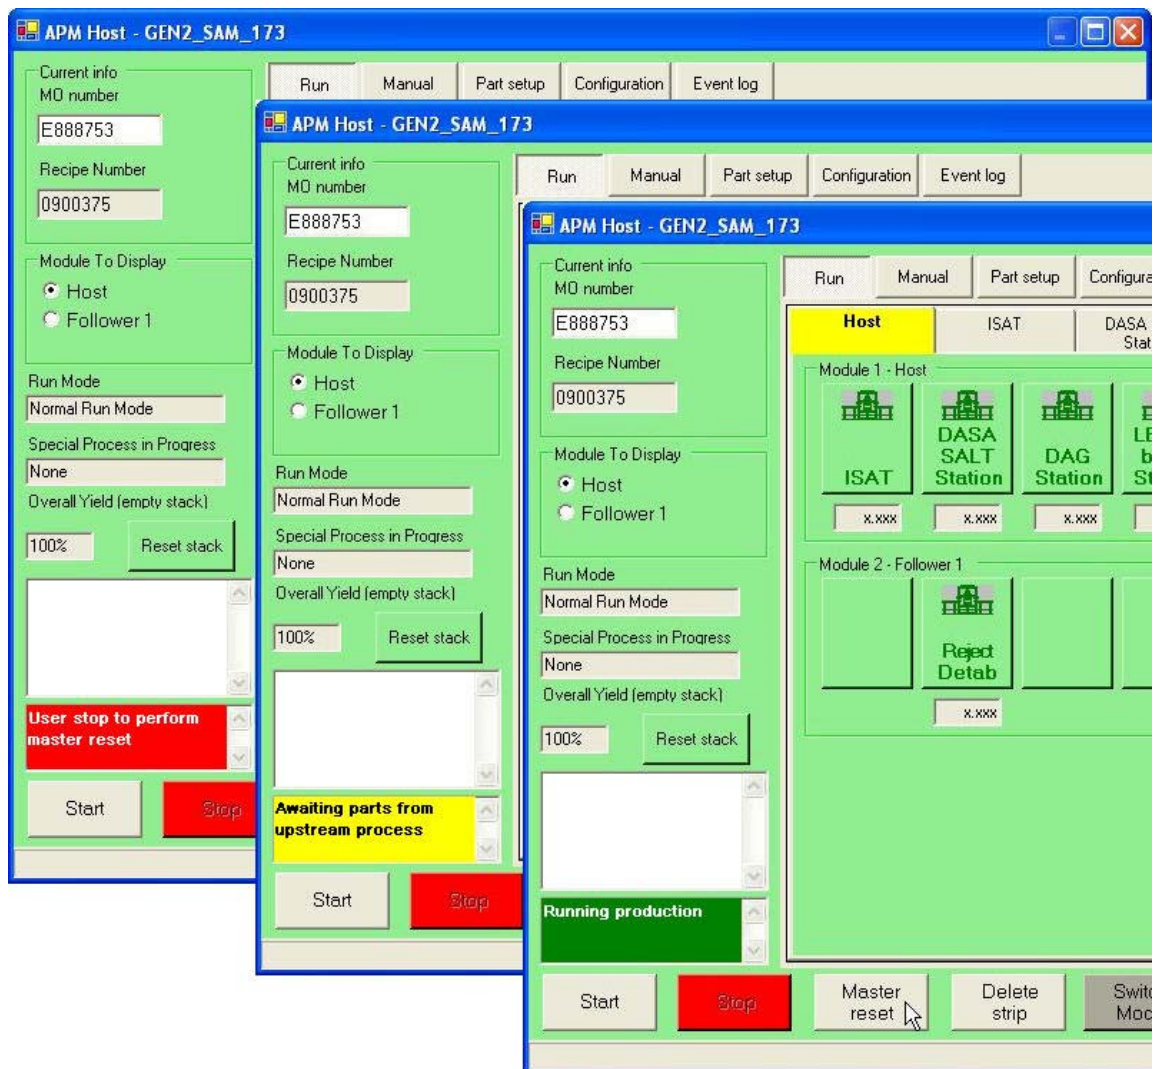 APM Host - GEN2_SAM_173
Current info
MO number
E888753
Recipe Number
0900375
Module To Display
Host
Follower 1
Run Mode
Normal Run Mode
Special Process in Progress
None
Overall Yield (empty stack)
100%
Reset stack
User stop to perform
master reset
Start
Stop
Run
Manual
Part setup
Configuration
Event log
APM Host - GEN2_SAM_173
Current info
MO number
E888753
Recipe Number
0900375
Module To Display
Host
Follower 1
Run Mode
Normal Run Mode
Special Process in Progress
None
Overall Yield (empty stack)
100%
Reset stack
Awaiting parts from
upstream process
Start
Stop
Run
Manual
Part setup
Configuration
Event log
APM Host - GEN2_SAM_173
Current info
MO number
E888753
Recipe Number
0900375
Module To Display
Host
Follower 1
Run Mode
Normal Run Mode
Special Process in Progress
None
Overall Yield (empty stack)
100%
Reset stack
Running production
Start
Stop
Run
Manual
Part setup
Host
ISAT
DASA
Module 1 - Host
ISAT
DASA
SALT
Station
DAG
Station
x.xxx
x.xxx
x.xxx
Module 2 - Follower 1
Reject
Detab
x.xxx
Master
reset
Delete
strip